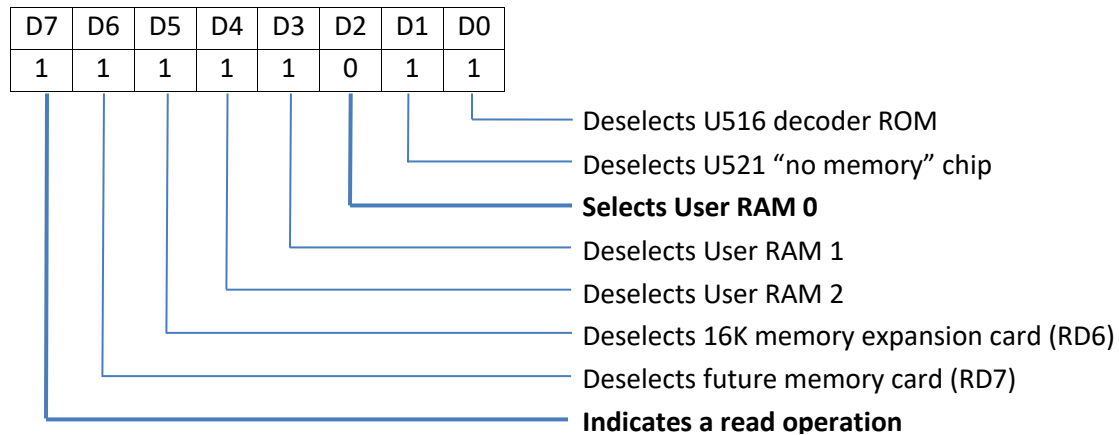 D7 D6 D5 D4 D3 D2 D1 D0
1 1 1 1 1 0 1 1
Deselects U516 decoder ROM
Deselects U521 “no memory” chip
Selects User RAM 0
Deselects User RAM 1
Deselects User RAM 2
Deselects 16K memory expansion card (RD6)
Deselects future memory card (RD7)
Indicates a read operation